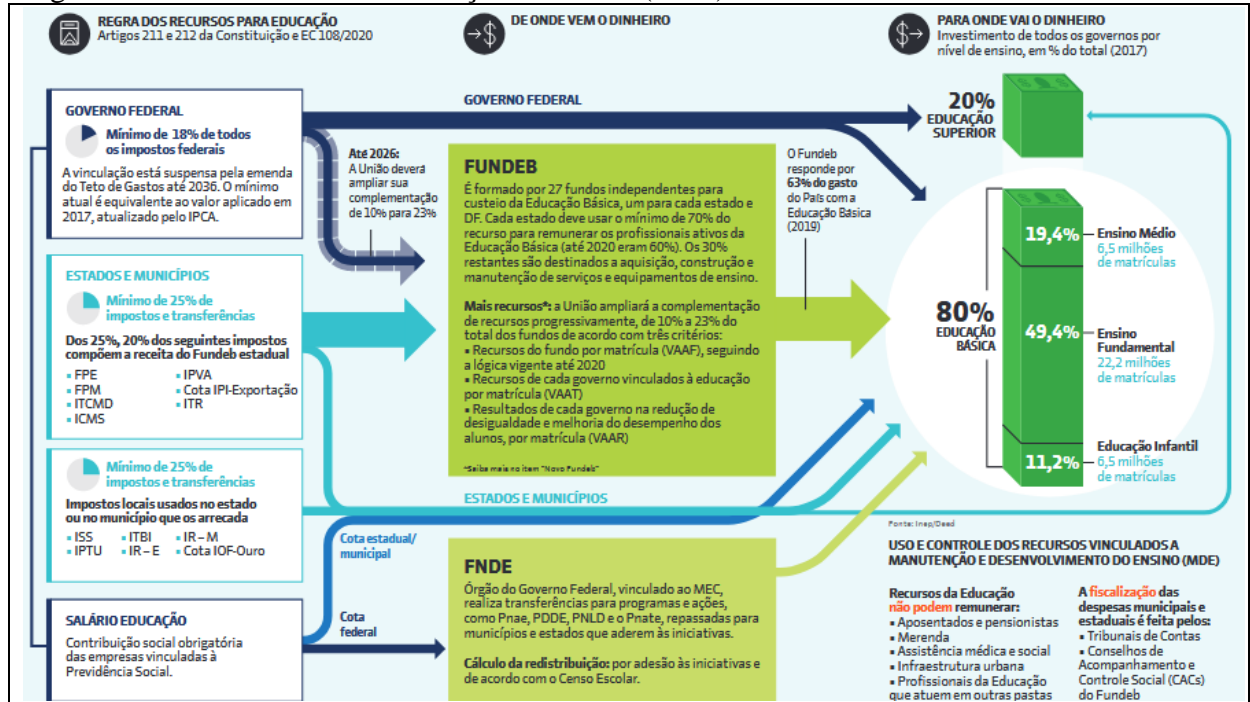 REGRA DOS RECURSOS PARA EDUCAÇÃO
Artigos 211 e 212 da Constituição e EC 108/2020
DE ONDE VEM O DINHEIRO
PARA ONDE VAI O DINHEIRO
Investimento de todos os governos por
nível de ensino, em % do total (2017)
GOVERNO FEDERAL
Mínimo de 18% de todos
os impostos federais
A vinculação está suspensa pela emenda
do Teto de Gastos até 2036. O mínimo
atual é equivalente ao valor aplicado em
2017, atualizado pelo IPCA.
ESTADOS E MUNICÍPIOS
Mínimo de 25% de
impostos e transferências
Dos 25%, 20% dos seguintes impostos
compõem a receita do Fundeb estadual
▪ FPE
▪ FPM
▪ ITCMD
▪ ICMS
▪ IPVA
▪ Cota IPI-Exportação
▪ ITR
Mínimo de 25% de
impostos e transferências
Impostos locais usados no estado
ou no município que os arrecada
▪ ISS
▪ IPTU
▪ ITBI
▪ IR – E
▪ IR – M
▪ Cota IOF-Ouro
SALÁRIO EDUCAÇÃO
Contribuição social obrigatória
das empresas vinculadas à
Previdência Social.
GOVERNO FEDERAL
Até 2026:
A União deverá
ampliar sua
complementação
de 10% para 23%
FUNDEB
É formado por 27 fundos independentes para
custeio da Educação Básica, um para cada estado e
DF. Cada estado deve usar o mínimo de 70% do
recurso para remunerar os profissionais ativos da
Educação Básica (até 2020 eram 60%). Os 30%
restantes são destinados a aquisição, construção e
manutenção de serviços e equipamentos de ensino.
Mais recursos*: a União ampliará a complementação
de recursos progressivamente, de 10% a 23% do
total dos fundos de acordo com três critérios:
▪ Recursos do fundo por matrícula (VAAF), seguindo
a lógica vigente até 2020
▪ Recursos de cada governo vinculados à educação
por matrícula (VAAT)
▪ Resultados de cada governo na redução de
desigualdade e melhoria do desempenho dos
alunos, por matrícula (VAAR)
*Saiba mais no item "Novo Fundeb"
O Fundeb
responde por
63% do gasto
do País com a
Educação Básica
(2019)
ESTADOS E MUNICÍPIOS
Cota estadual/
municipal
Cota
federal
FNDE
Órgão do Governo Federal, vinculado ao MEC,
realiza transferências para programas e ações,
como Pnae, PDDE, PNLD e o Pnate, repassadas para
municípios e estados que aderem às iniciativas.
Cálculo da redistribuição: por adesão às iniciativas e
de acordo com o Censo Escolar.
20%
EDUCAÇÃO
SUPERIOR
80%
EDUCAÇÃO
BÁSICA
19,4%
Ensino Médio
6,5 milhões
de matrículas
49,4%
Ensino
Fundamental
22,2 milhões
de matrículas
11,2%
Educação Infantil
6,5 milhões
de matrículas
Fonte: Inep/Deed
USO E CONTROLE DOS RECURSOS VINCULADOS A
MANUTENÇÃO E DESENVOLVIMENTO DO ENSINO (MDE)
Recursos da Educação
não podem remunerar:
▪ Aposentados e pensionistas
▪ Merenda
▪ Assistência médica e social
▪ Infraestrutura urbana
▪ Profissionais da Educação
que atuem em outras pastas
A fiscalização das
despesas municipais e
estaduais é feita pelos:
▪ Tribunais de Contas
▪ Conselhos de
Acompanhamento e
Controle Social (CACs)
do Fundeb